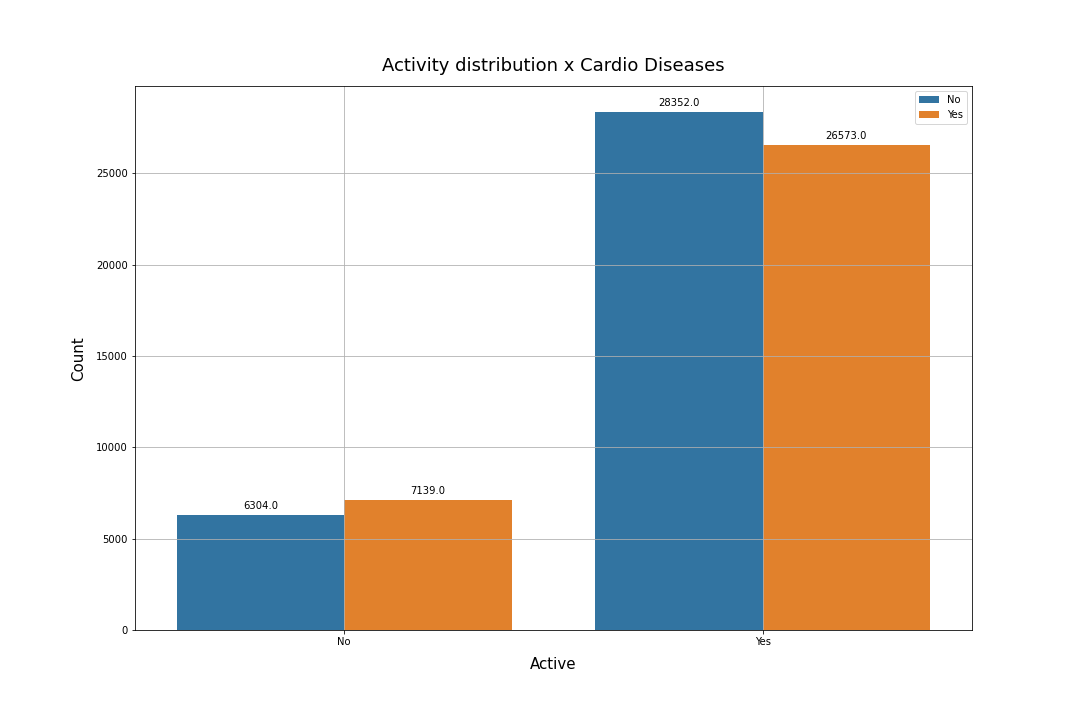 Activity distribution x Cardio Diseases
28352.0
No
Yes
26573.0
25000
20000
15000
Count
10000
7139.0
6304.0
5000
0
No
Yes
Active